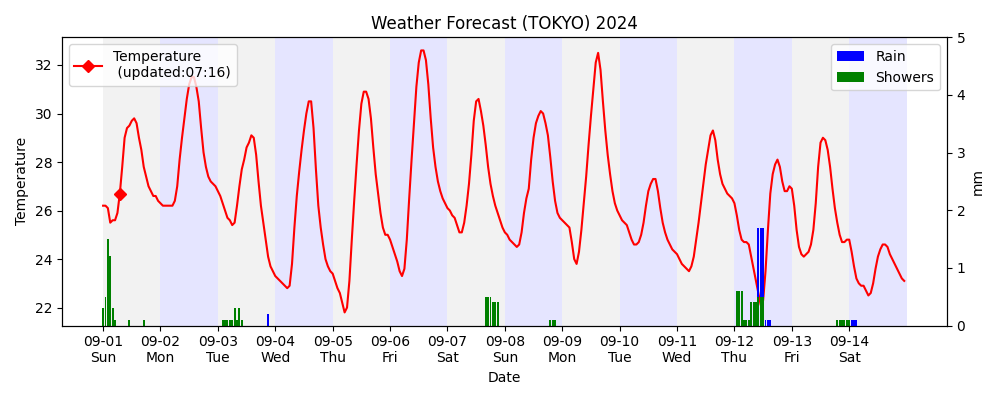 Weather Forecast (TOKYO) 2024
Temperature
(updated:07:16)
Rain
Showers
Temperature
32
30
28
26
24
22
5
4
3
2
1
0
mm
09-01 09-02 09-03 09-04 09-05 09-06 09-07 09-08 09-09 09-10 09-11 09-12 09-13 09-14
Sun Mon Tue Wed Thu Fri Sat Sun Mon Tue Wed Thu Fri Sat
Date